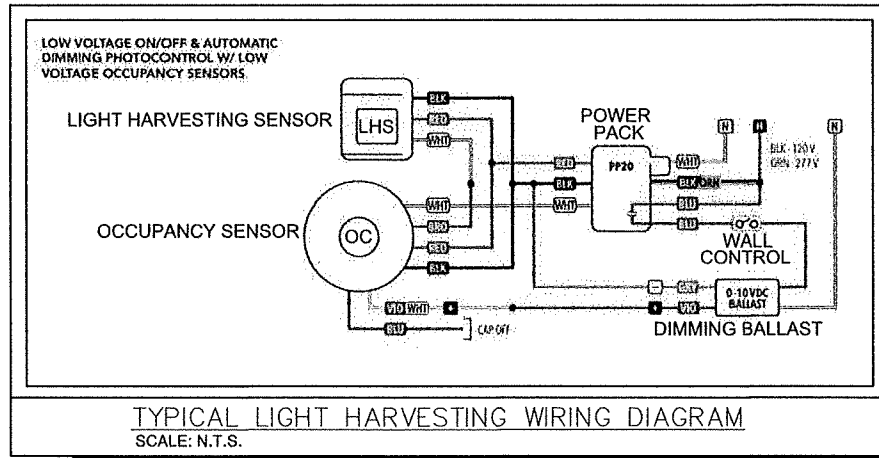 LOW VOLTAGE ON/OFF & AUTOMATIC
DIMMING PHOTOCONTROL W/ LOW
VOLTAGE OCCUPANCY SENSORS
LIGHT HARVESTING SENSOR
LHS
BLK
RED
WHT
OCCUPANCY SENSOR
OC
WHT
RED
BLK
VIO WHT +
BLU
CAP OFF
POWER
PACK
PP20
RED
BLK
WHT
WHT
BLK ORN
BLU
BLU
N
H
N
BLK - 120V
ORN - 277V
WALL
CONTROL
- GRY
+ VIO
0-10VDC
BALLAST
DIMMING BALLAST
TYPICAL LIGHT HARVESTING WIRING DIAGRAM
SCALE: N.T.S.